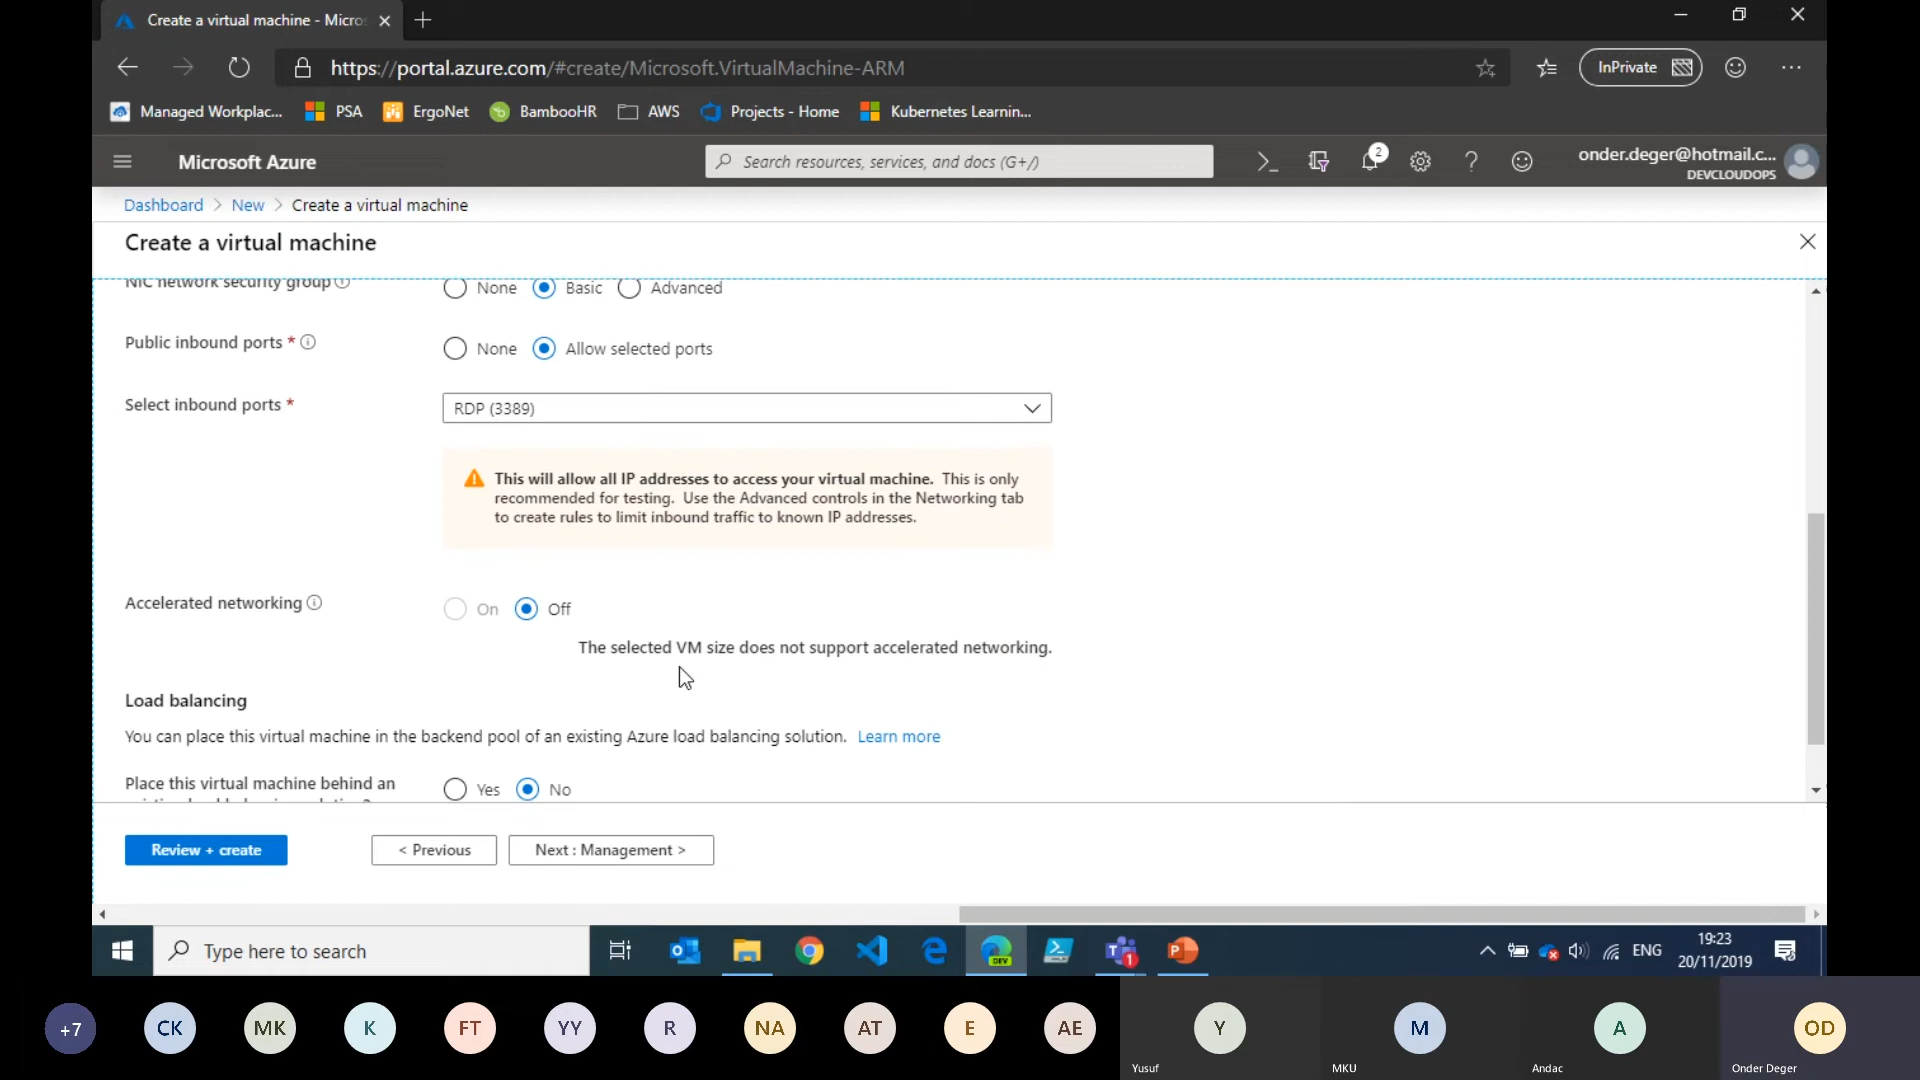 Create a virtual machine - Micro
https://portal.azure.com/#create/Microsoft.VirtualMachine-ARM
InPrivate
Managed Workplac...
PSA
ErgoNet
BambooHR
AWS
Projects - Home
Kubernetes Learnin...
Microsoft Azure
Search resources, services, and docs (G+/)
2
onder.deger@hotmail.c...
DEVCLOUDOPS
Dashboard > New > Create a virtual machine
Create a virtual machine
NIC network security group
None
Basic
Advanced
Public inbound ports *
None
Allow selected ports
Select inbound ports *
RDP (3389)
This will allow all IP addresses to access your virtual machine. This is only
recommended for testing. Use the Advanced controls in the Networking tab
to create rules to limit inbound traffic to known IP addresses.
Accelerated networking
On
Off
The selected VM size does not support accelerated networking.
Load balancing
You can place this virtual machine in the backend pool of an existing Azure load balancing solution. Learn more
Place this virtual machine behind an
Yes
No
Review + create
< Previous
Next : Management >
Type here to search
DEV
1
ENG
19:23
20/11/2019
+7
CK
MK
K
FT
YY
R
NA
AT
E
AE
Y
M
A
OD
Yusuf
MKU
Andac
Onder Deger